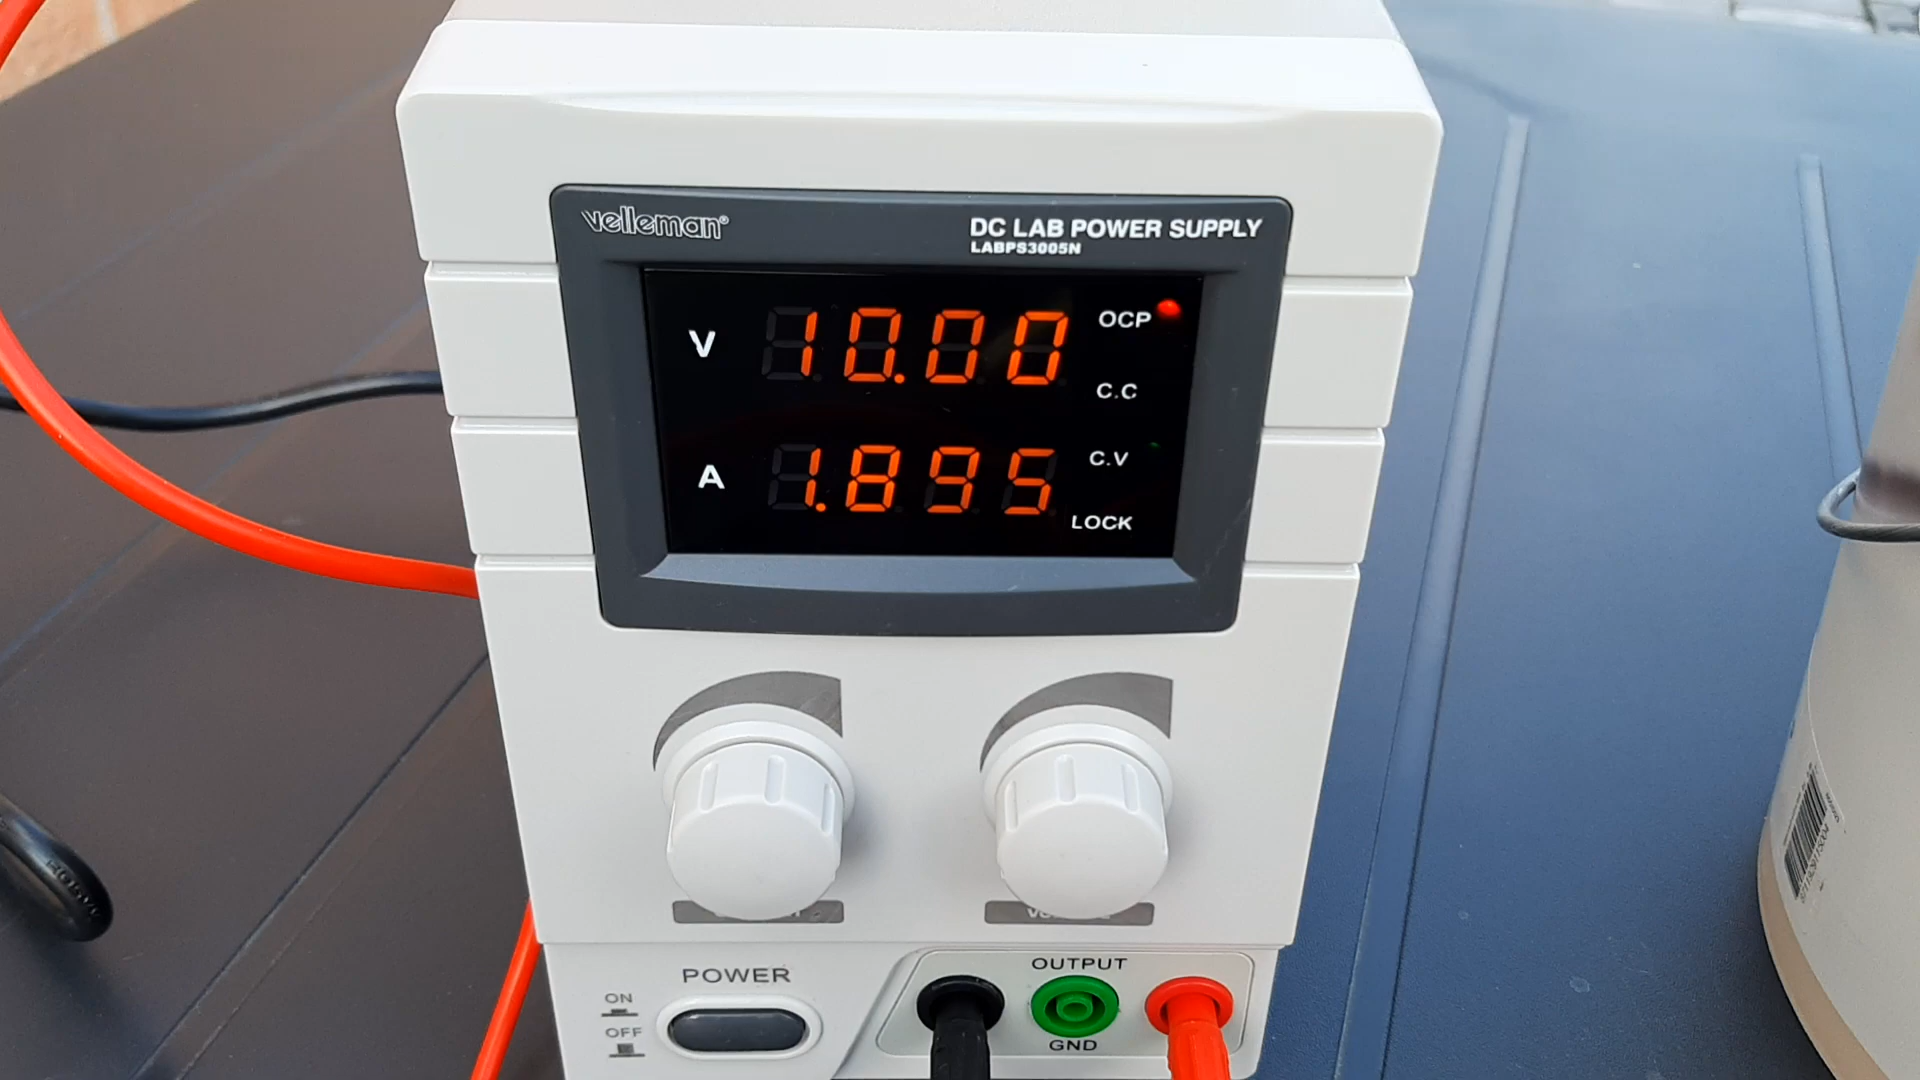 velleman®
DC LAB POWER SUPPLY
LABPS3005N
V 10.00 OCP
C.C
A 1.895 C.V
LOCK
POWER
ON
OFF
OUTPUT
GND